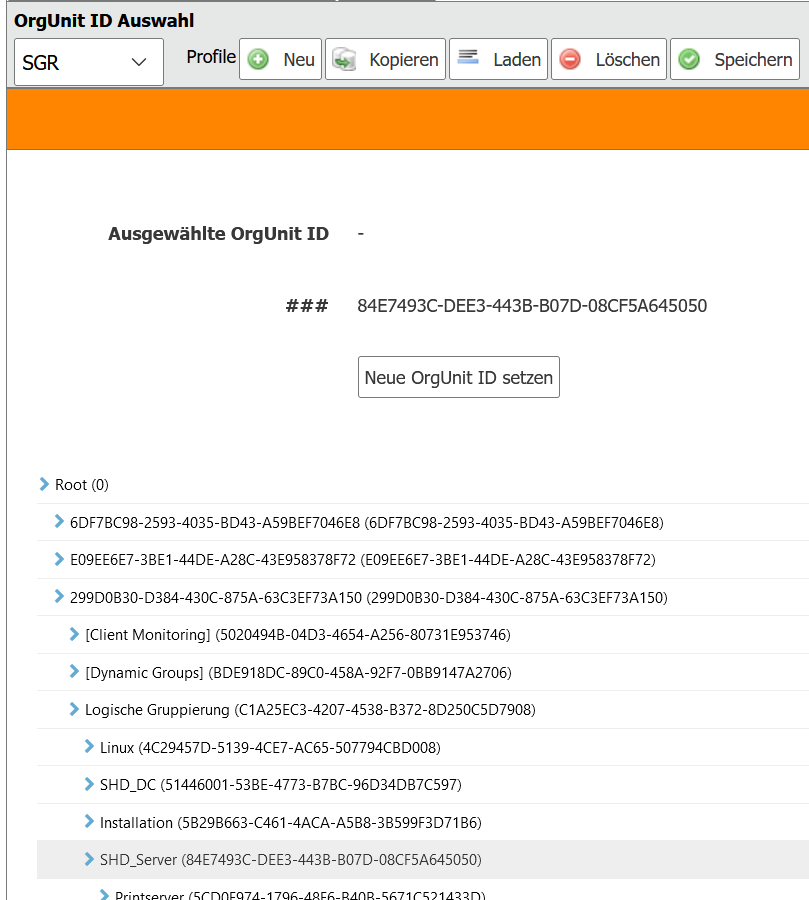 OrgUnit ID Auswahl
SGR Profile Neu Kopieren Laden Löschen Speichern
Ausgewählte OrgUnit ID -
### 84E7493C-DEE3-443B-B07D-08CF5A645050
Neue OrgUnit ID setzen
Root (0)
6DF7BC98-2593-4035-BD43-A59BEF7046E8 (6DF7BC98-2593-4035-BD43-A59BEF7046E8)
E09EE6E7-3BE1-44DE-A28C-43E958378F72 (E09EE6E7-3BE1-44DE-A28C-43E958378F72)
299D0B30-D384-430C-875A-63C3EF73A150 (299D0B30-D384-430C-875A-63C3EF73A150)
[Client Monitoring] (5020494B-04D3-4654-A256-80731E953746)
[Dynamic Groups] (BDE918DC-89C0-458A-92F7-0BB9147A2706)
Logische Gruppierung (C1A25EC3-4207-4538-B372-8D250C5D7908)
Linux (4C29457D-5139-4CE7-AC65-507794CBD008)
SHD_DC (51446001-53BE-4773-B7BC-96D34DB7C597)
Installation (5B29B663-C461-4ACA-A5B8-3B599F3D71B6)
SHD_Server (84E7493C-DEE3-443B-B07D-08CF5A645050)
Printserver (5CD0F974-1796-48F6-B40B-5671C521433D)